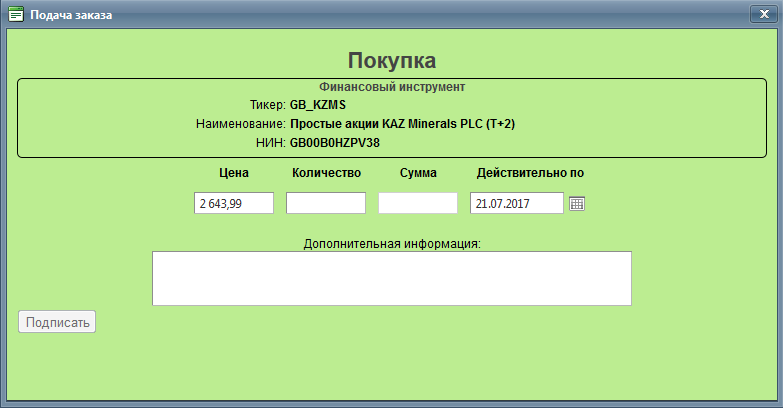 Подача заказа
Покупка
Финансовый инструмент
Тикер: GB_KZMS
Наименование: Простые акции KAZ Minerals PLC (T+2)
НИН: GB00B0HZPV38
Цена Количество Сумма Действительно по
2 643,99 21.07.2017
Дополнительная информация:
Подписать